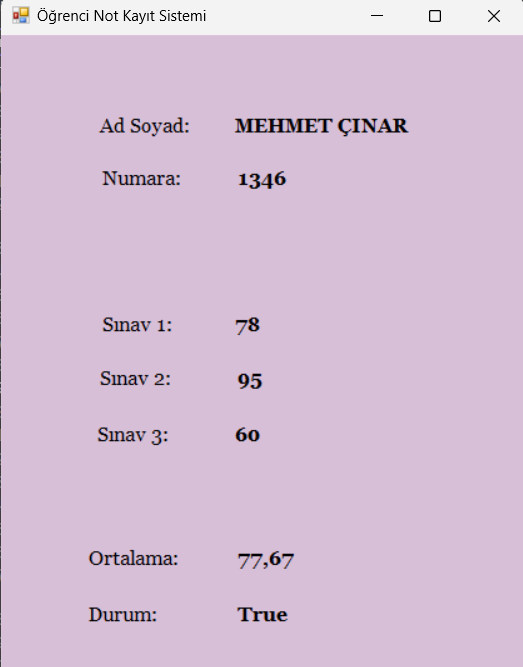 Öğrenci Not Kayıt Sistemi
Ad Soyad: MEHMET ÇINAR
Numara: 1346
Sınav 1: 78
Sınav 2: 95
Sınav 3: 60
Ortalama: 77,67
Durum: True